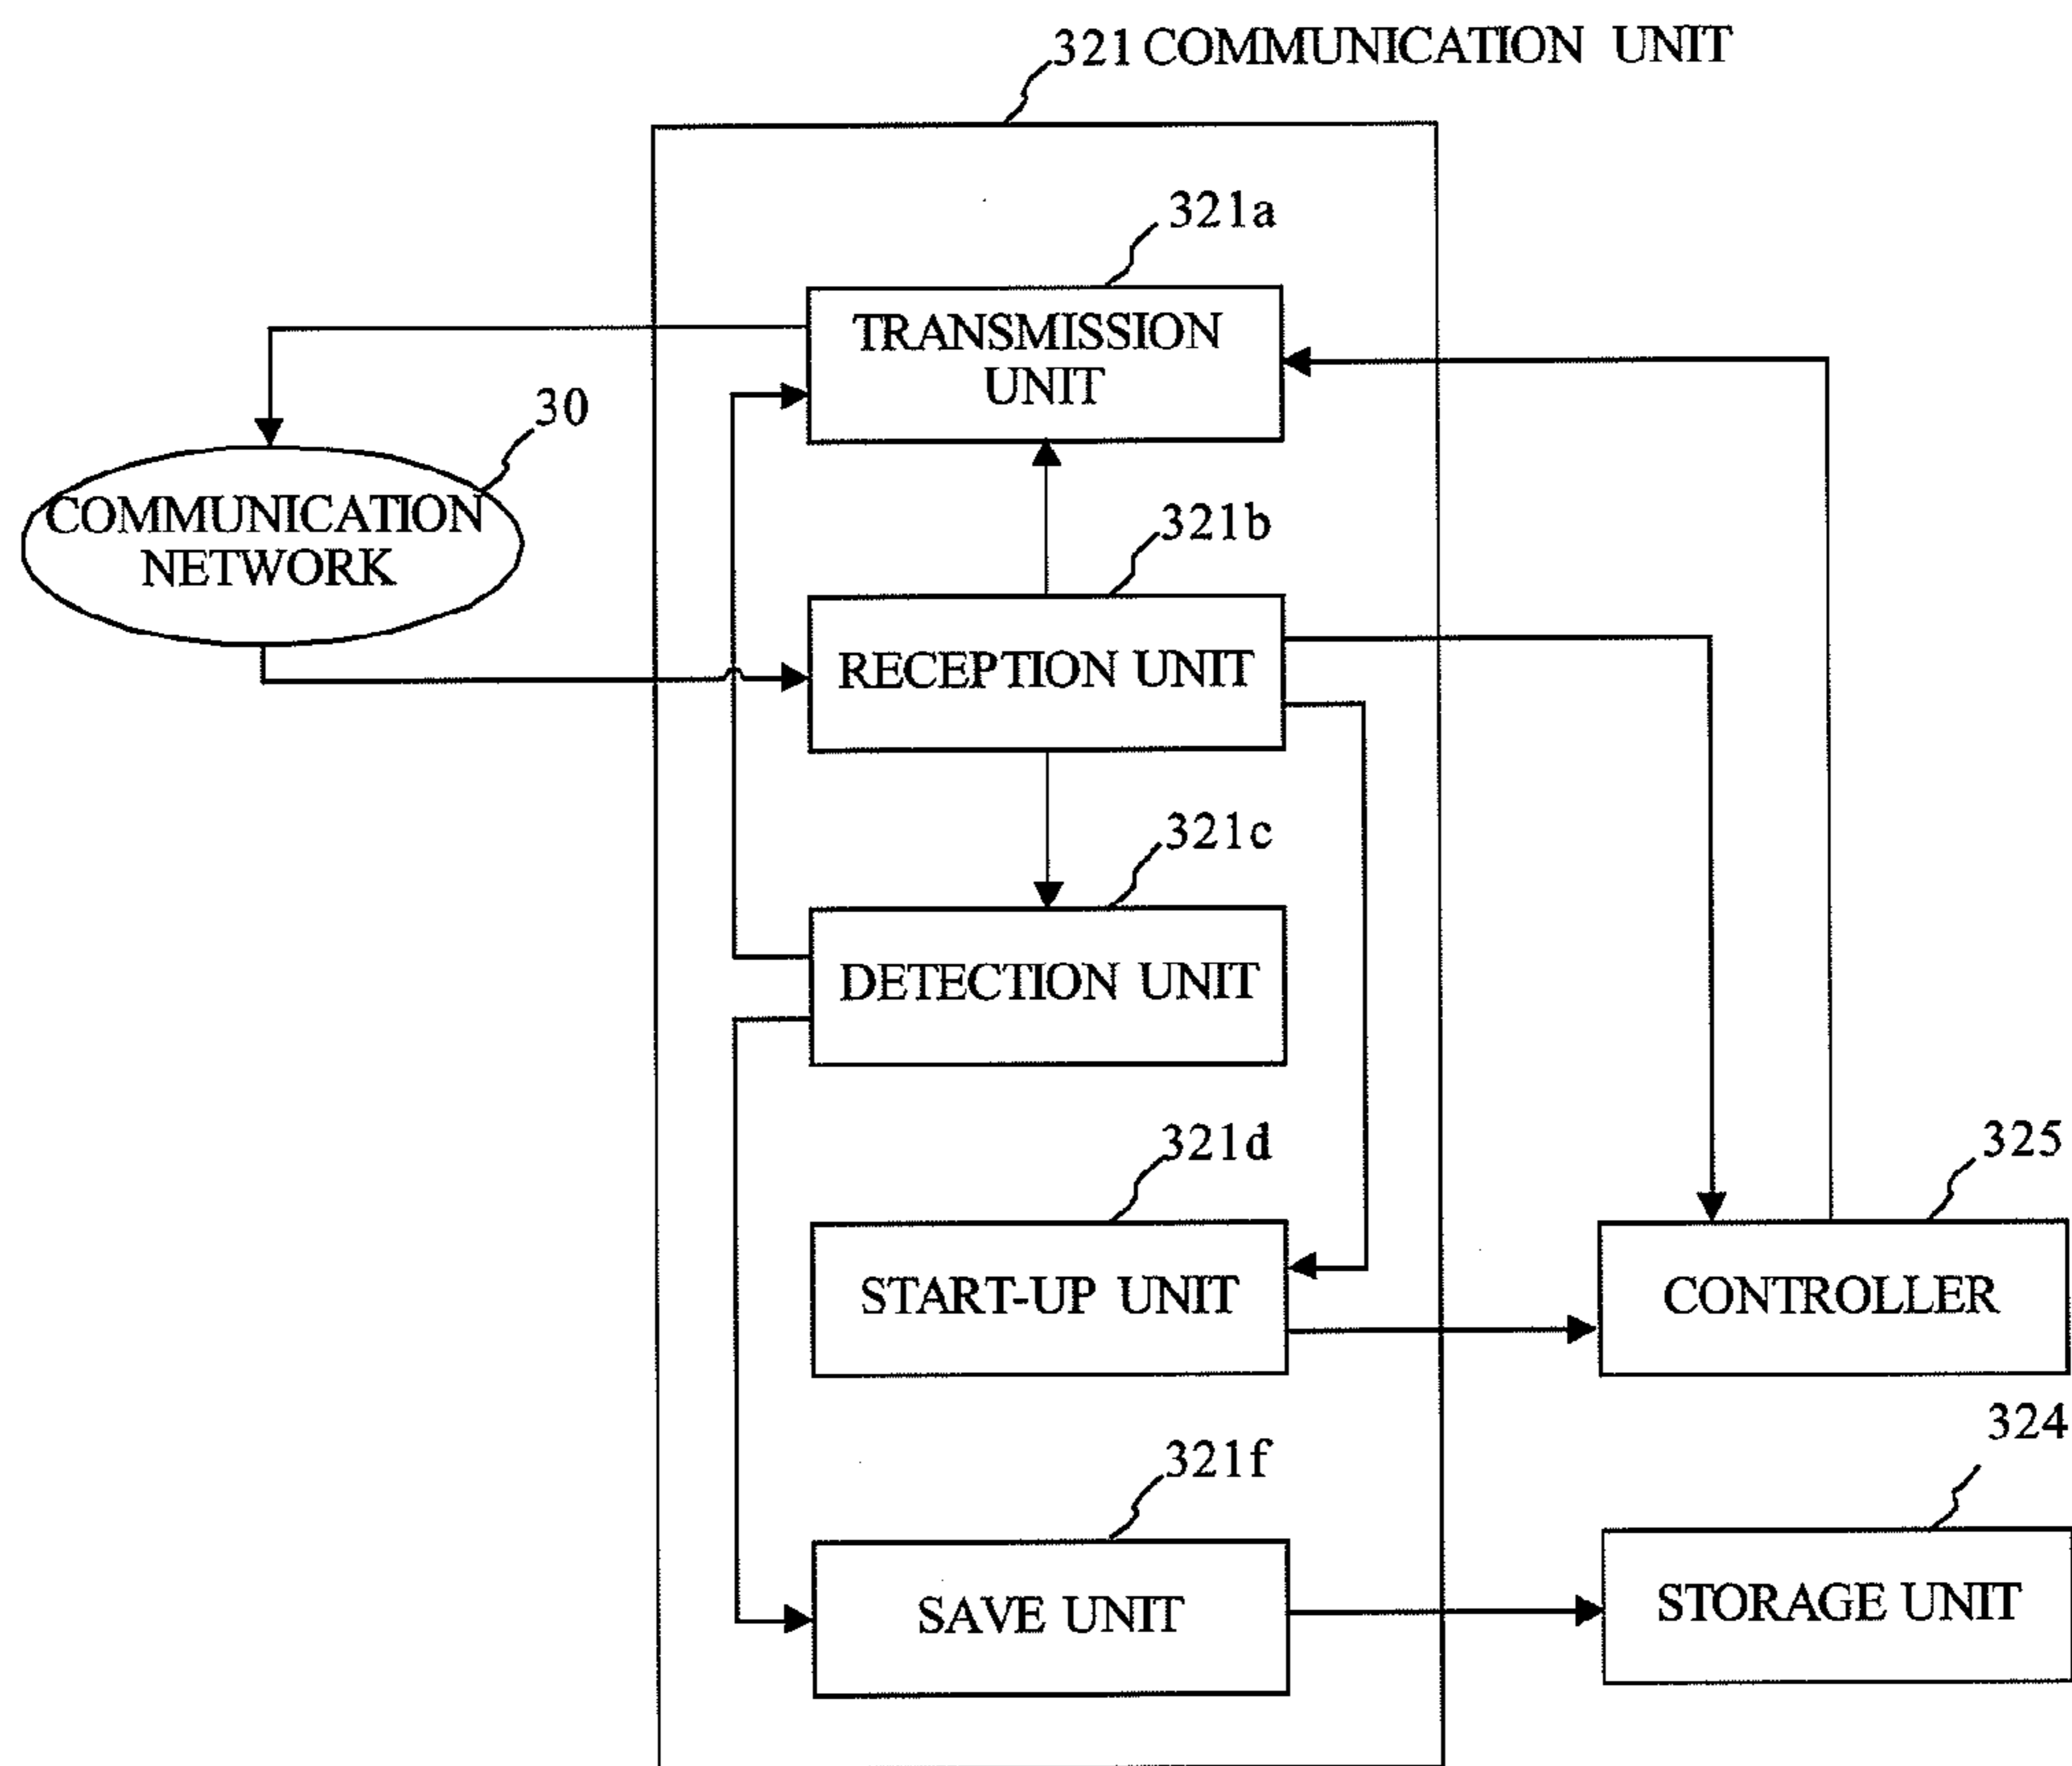 321 COMMUNICATION UNIT
321a
TRANSMISSION
UNIT
30
COMMUNICATION
NETWORK
321b
RECEPTION UNIT
321c
DETECTION UNIT
321d
325
START-UP UNIT
CONTROLLER
324
321f
SAVE UNIT
STORAGE UNIT